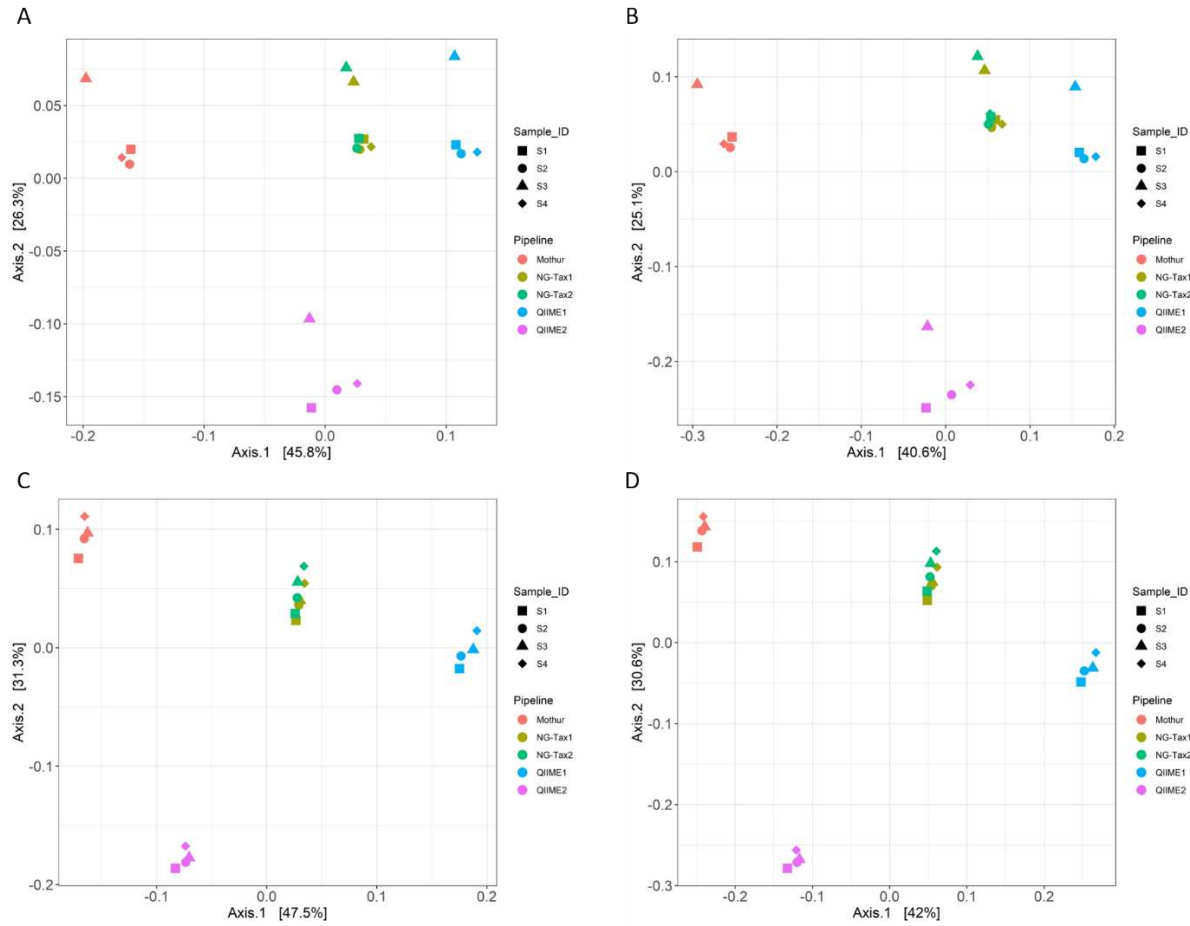 A
0.05
0.00
-0.05
-0.10
-0.15
Axis.2 [26.3%]
-0.2
-0.1
0.0
0.1
Axis.1 [45.8%]
Sample_ID
S1
S2
S3
S4
Pipeline
Mothur
NG-Tax1
NG-Tax2
QIIME1
QIIME2
B
0.1
0.0
-0.1
-0.2
Axis.2 [25.1%]
-0.3
-0.2
-0.1
0.0
0.1
0.2
Axis.1 [40.6%]
Sample_ID
S1
S2
S3
S4
Pipeline
Mothur
NG-Tax1
NG-Tax2
QIIME1
QIIME2
C
0.1
0.0
-0.1
-0.2
Axis.2 [31.3%]
-0.1
0.0
0.1
0.2
Axis.1 [47.5%]
Sample_ID
S1
S2
S3
S4
Pipeline
Mothur
NG-Tax1
NG-Tax2
QIIME1
QIIME2
D
0.1
0.0
-0.1
-0.2
-0.3
Axis.2 [30.6%]
-0.2
-0.1
0.0
0.1
0.2
Axis.1 [42%]
Sample_ID
S1
S2
S3
S4
Pipeline
Mothur
NG-Tax1
NG-Tax2
QIIME1
QIIME2